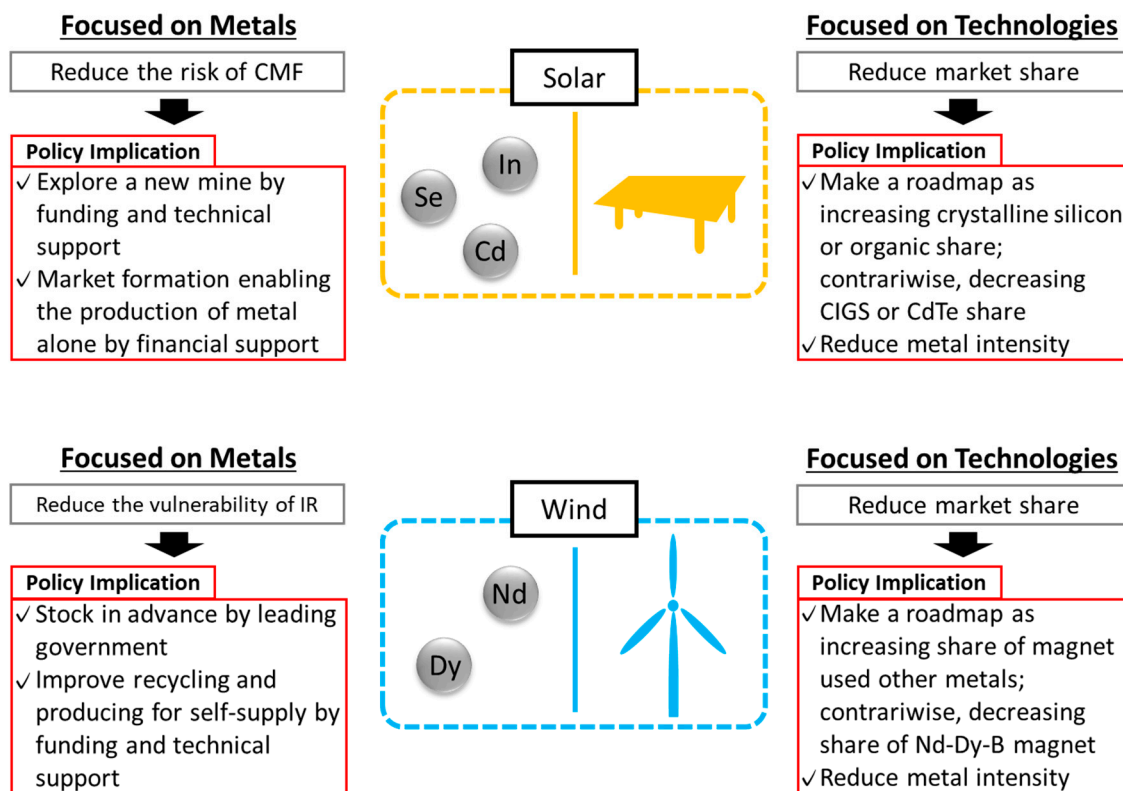 Focused on Metals
Reduce the risk of CMF
Policy Implication
✓ Explore a new mine by
funding and technical
support
✓ Market formation enabling
the production of metal
alone by financial support
Solar
In
Se
Cd
Focused on Technologies
Reduce market share
Policy Implication
✓ Make a roadmap as
increasing crystalline silicon
or organic share;
contrariwise, decreasing
CIGS or CdTe share
✓ Reduce metal intensity
Focused on Metals
Reduce the vulnerability of IR
Policy Implication
✓ Stock in advance by leading
government
✓ Improve recycling and
producing for self-supply by
funding and technical
support
Wind
Nd
Dy
Focused on Technologies
Reduce market share
Policy Implication
✓ Make a roadmap as
increasing share of magnet
used other metals;
contrariwise, decreasing
share of Nd-Dy-B magnet
✓ Reduce metal intensity